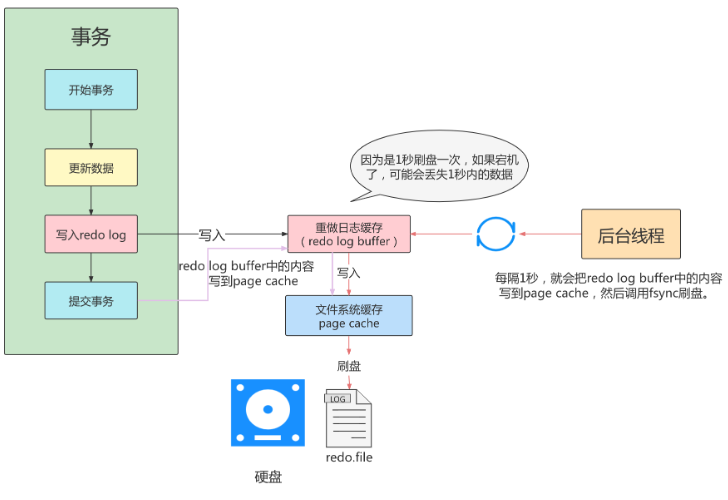 事务
开始事务
更新数据
写入redo log
提交事务
写入
redo log buffer中的内容
写到page cache
因为是1秒刷盘一次，如果宕机
了，可能会丢失1秒内的数据
重做日志缓存
（redo log buffer）
写入
文件系统缓存
page cache
刷盘
LOG
redo.file
硬盘
后台线程
每隔1秒，就会把redo log buffer中的内容
写到page cache，然后调用fsync刷盘。